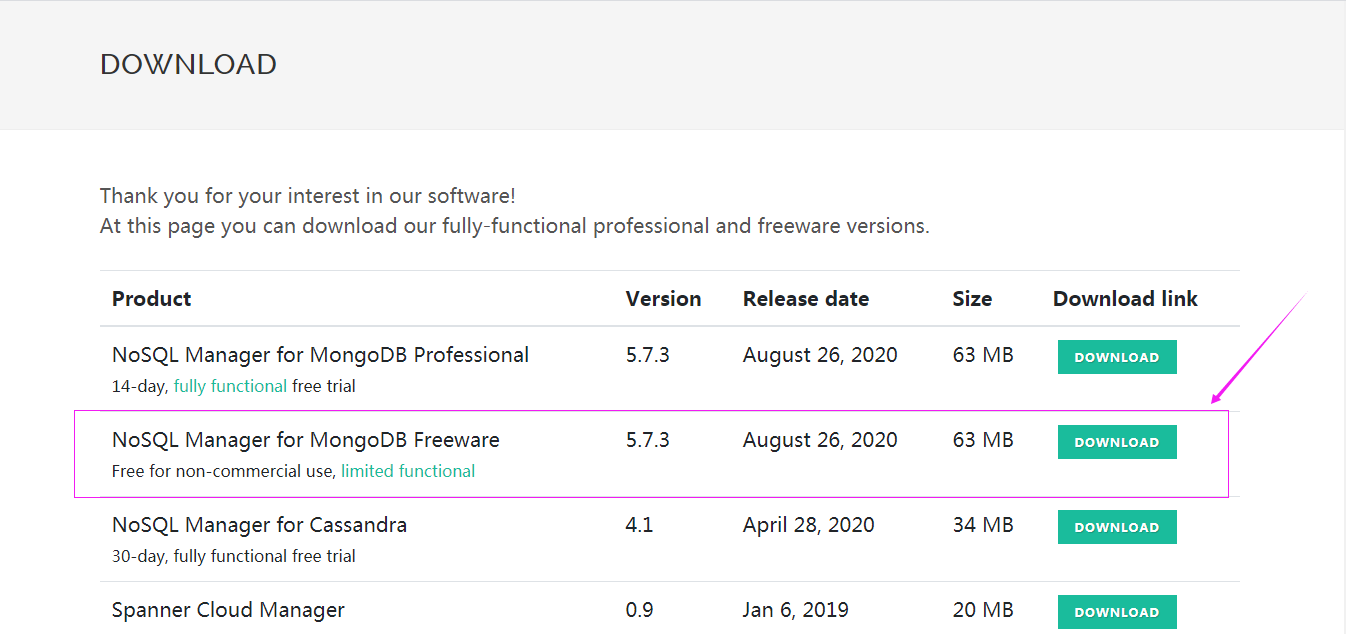 DOWNLOAD
Thank you for your interest in our software!
At this page you can download our fully-functional professional and freeware versions.
Product Version Release date Size Download link
NoSQL Manager for MongoDB Professional 5.7.3 August 26, 2020 63 MB DOWNLOAD
14-day, fully functional free trial
NoSQL Manager for MongoDB Freeware 5.7.3 August 26, 2020 63 MB DOWNLOAD
Free for non-commercial use, limited functional
NoSQL Manager for Cassandra 4.1 April 28, 2020 34 MB DOWNLOAD
30-day, fully functional free trial
Spanner Cloud Manager 0.9 Jan 6, 2019 20 MB DOWNLOAD